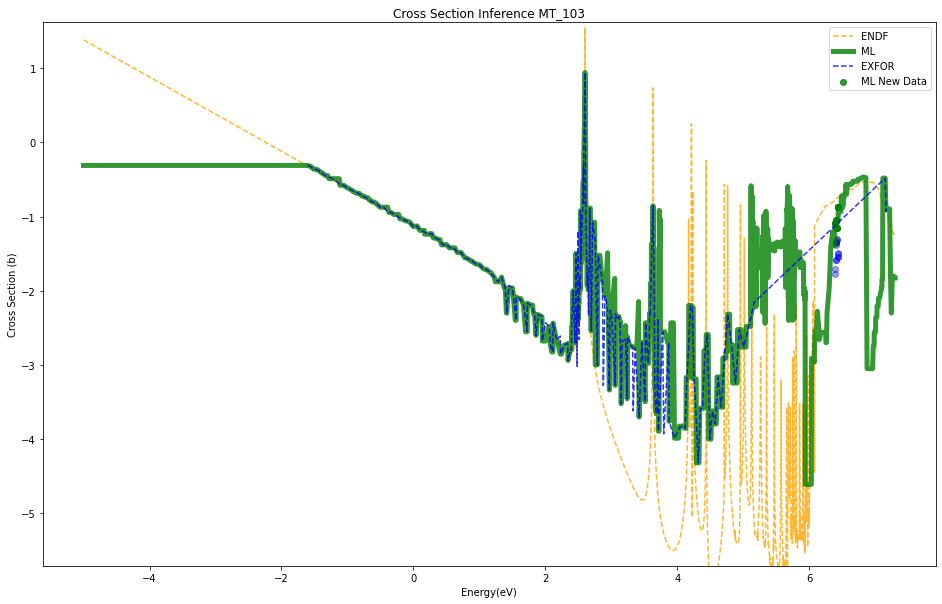 Cross Section Inference MT_103
ENDF
ML
EXFOR
ML New Data
Cross Section (b)
1
0
−1
−2
−3
−4
−5
−4
−2
0
2
4
6
Energy(eV)